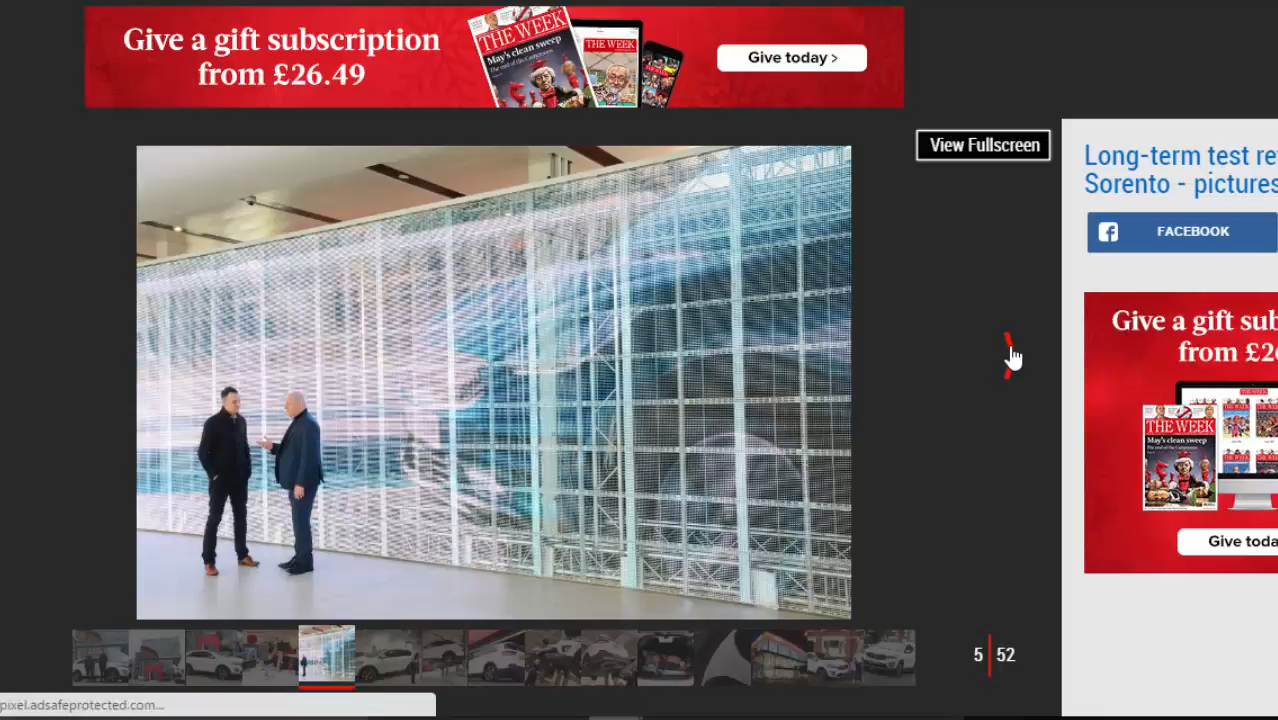 Give a gift subscription
from £26.49
THE WEEK
May's clean sweep
THE WEEK
Give today >
View Fullscreen
Long-term test re
Sorento - pictures
FACEBOOK
Give a gift sub
from £2
THE WEEK
May's clean sweep
Give toda
5 52
pixel.adsafeprotected.com...